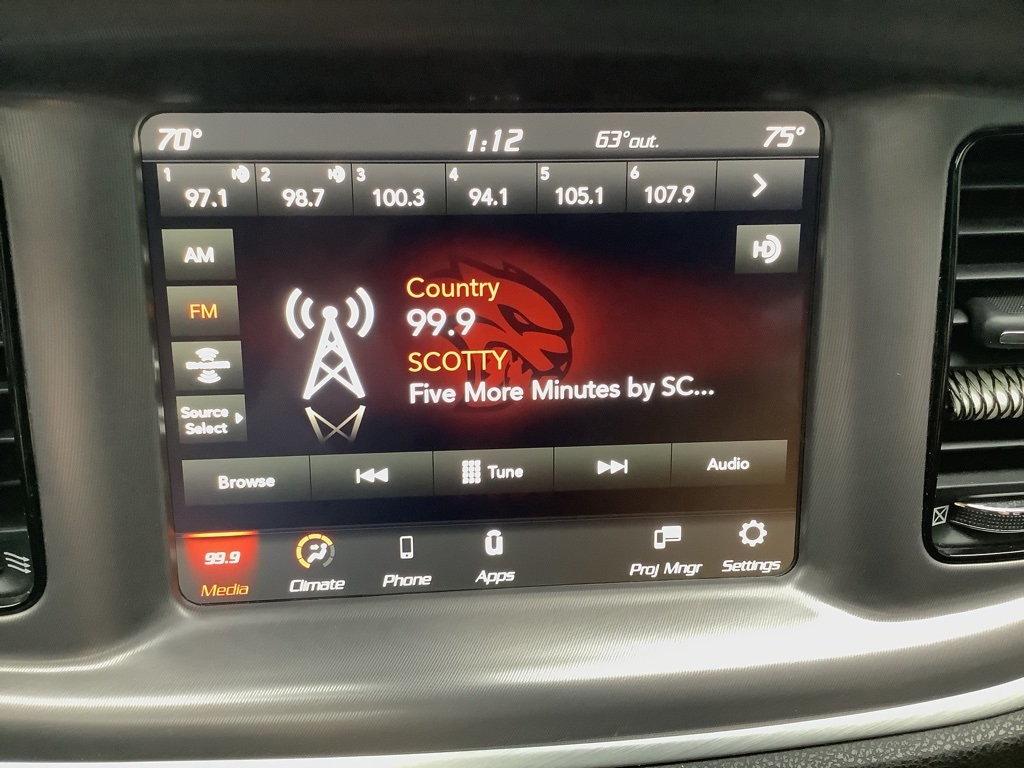 70° 1:12 63°out. 75°
1 97.1 2 98.7 3 100.3 4 94.1 5 105.1 6 107.9
AM
HD
FM
Country
99.9
SCOTTY
Five More Minutes by SC...
Source
Select
Browse Tune Audio
99.9
Media Climate Phone Apps Proj Mngr Settings